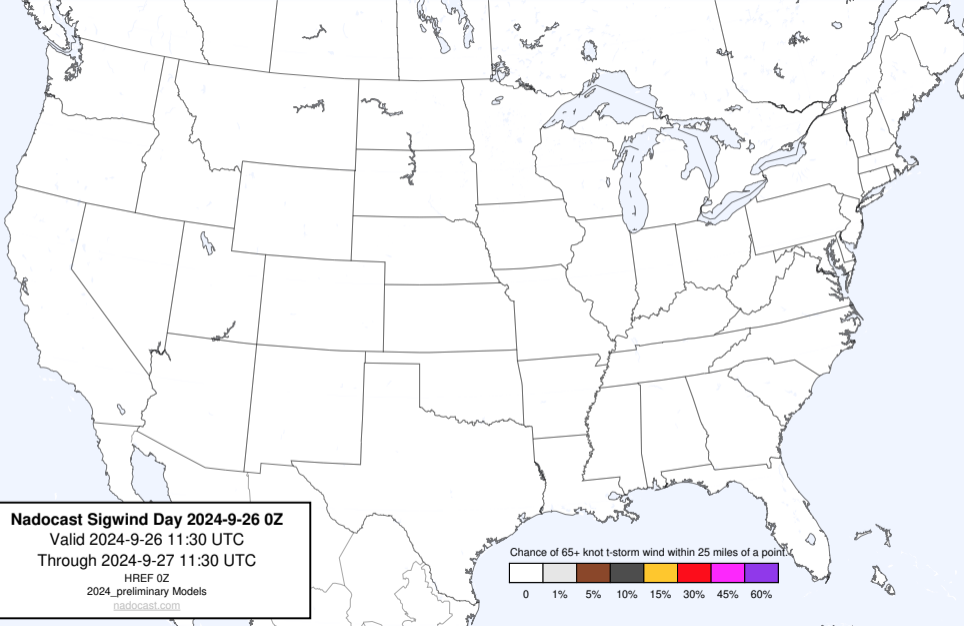 Nadocast Sigwind Day 2024-9-26 0Z
Valid 2024-9-26 11:30 UTC
Through 2024-9-27 11:30 UTC
HREF 0Z
2024_preliminary Models
nadocast.com
Chance of 65+ knot t-storm wind within 25 miles of a point.
0 1% 5% 10% 15% 30% 45% 60%